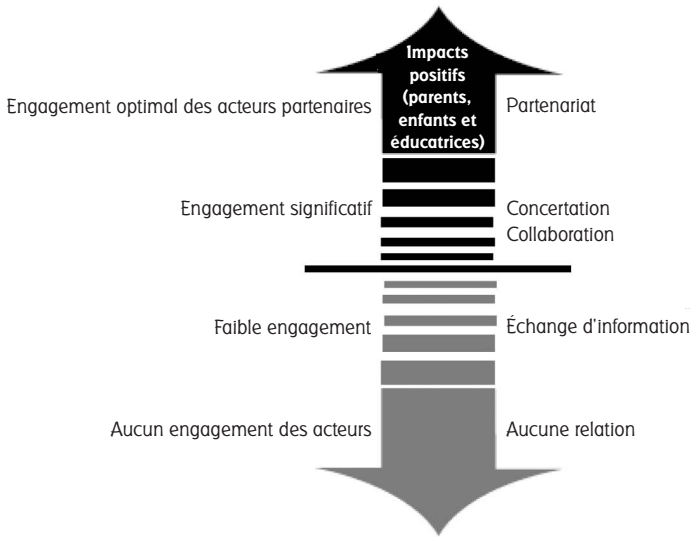 Impacts
positifs
(parents,
enfants et
éducatrices)
Engagement optimal des acteurs partenaires
Partenariat
Engagement significatif
Concertation
Collaboration
Faible engagement
Échange d'information
Aucun engagement des acteurs
Aucune relation